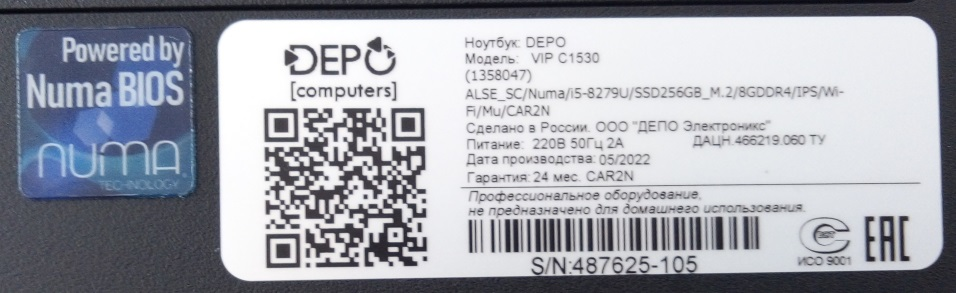 Powered by
Numa BIOS
NUMA
TECHNOLOGY
DEPO
[computers]
Ноутбук: DEPO
Модель: VIP C1530
(1358047)
ALSE_SC/Numa/i5-8279U/SSD256GB_M.2/8GDDR4/IPS/Wi-
Fi/Mu/CAR2N
Сделано в России. ООО "ДЕПО Электроникс"
Питание: 220В 50Гц 2А ДАЦН.466219.060 ТУ
Дата производства: 05/2022
Гарантия: 24 мес. CAR2N
Профессиональное оборудование,
не предназначено для домашнего использования.
S/N:487625-105
ИСО 9001
EAC